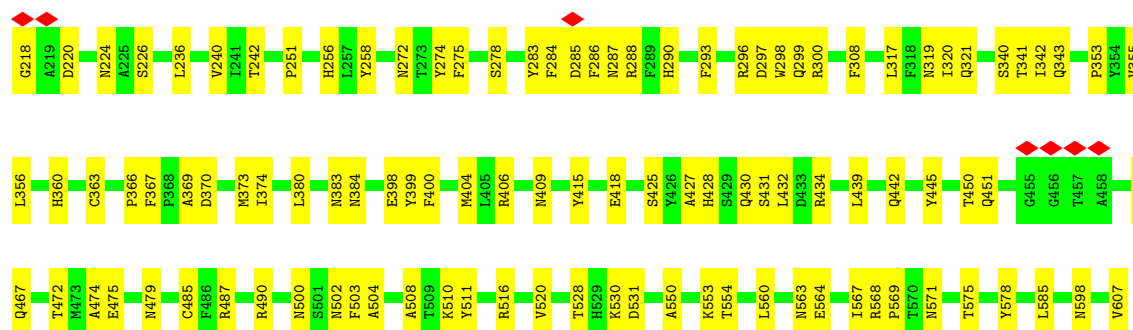 G218 A219 D220 N224 A225 S226 L236 V240 I241 T242 P251 H256 L257 Y258 N272 T273 Y274 F275 S278 Y283 F284 D285 F286 N287 R288 F289 H290 F293 R296 D297 W298 Q299 R300 F308 L317 F318 N319 I320 Q321 S340 T341 I342 Q343 P353 Y354
L356 H360 C363 P366 F367 P368 A369 D370 M373 I374 L380 N383 N384 E398 Y399 F400 M404 L405 R406 N409 Y415 E418 S425 Y426 A427 H428 S429 Q430 S431 L432 D433 R434 L439 Q442 Y445 T450 Q451 G455 G456 T457 A458
Q467 T472 M473 A474 E475 N479 C485 F486 R487 R490 N500 S501 N502 F503 A504 A508 T509 K510 Y511 R516 V520 T528 H529 K530 D531 A550 K553 T554 L560 N563 E564 I567 R568 P569 T570 N571 T575 Y578 L585 N598 V607